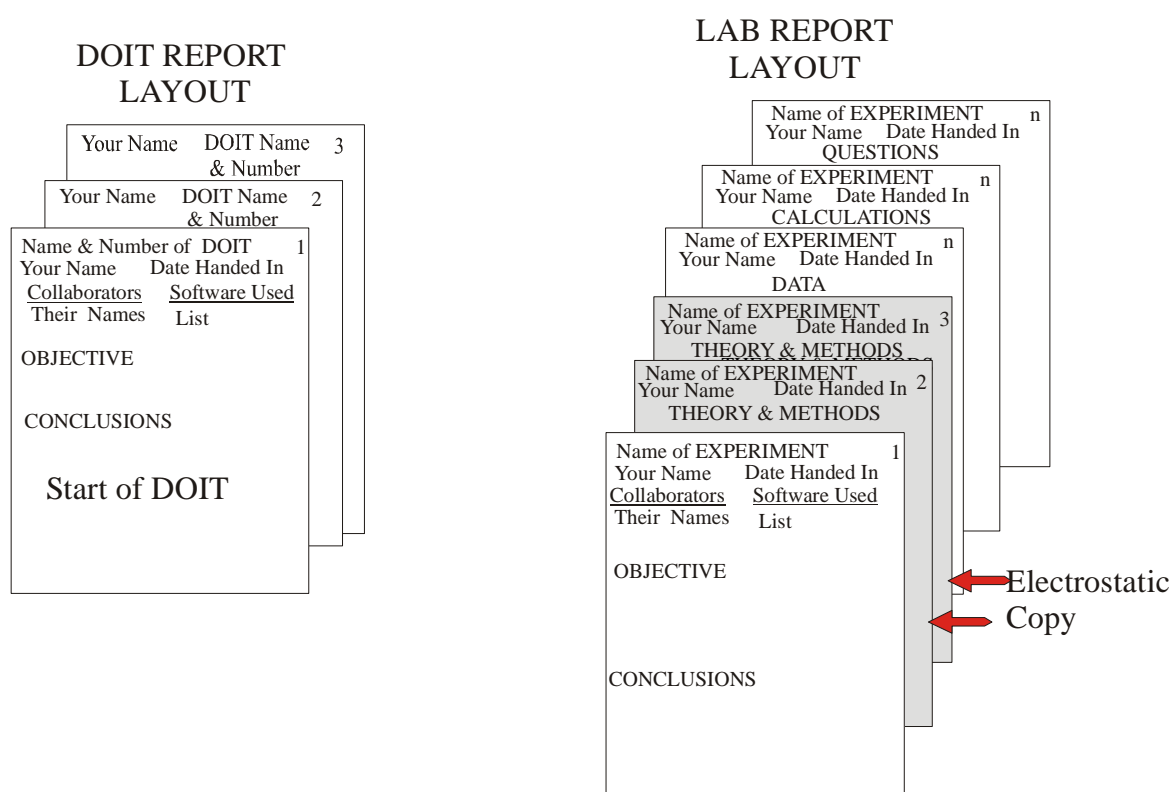 DOIT REPORT
LAYOUT
Your Name DOIT Name 3
& Number
Your Name DOIT Name 2
& Number
Name & Number of DOIT 1
Your Name Date Handed In
Collaborators Software Used
Their Names List
OBJECTIVE
CONCLUSIONS
Start of DOIT
LAB REPORT
LAYOUT
Name of EXPERIMENT n
Your Name Date Handed In
QUESTIONS
Name of EXPERIMENT n
Your Name Date Handed In
CALCULATIONS
Name of EXPERIMENT n
Your Name Date Handed In
DATA
Name of EXPERIMENT 3
Your Name Date Handed In
THEORY & METHODS
THEORY & METHODS
Name of EXPERIMENT 2
Your Name Date Handed In
THEORY & METHODS
Name of EXPERIMENT 1
Your Name Date Handed In
Collaborators Software Used
Their Names List
OBJECTIVE
CONCLUSIONS
Electrostatic
Copy